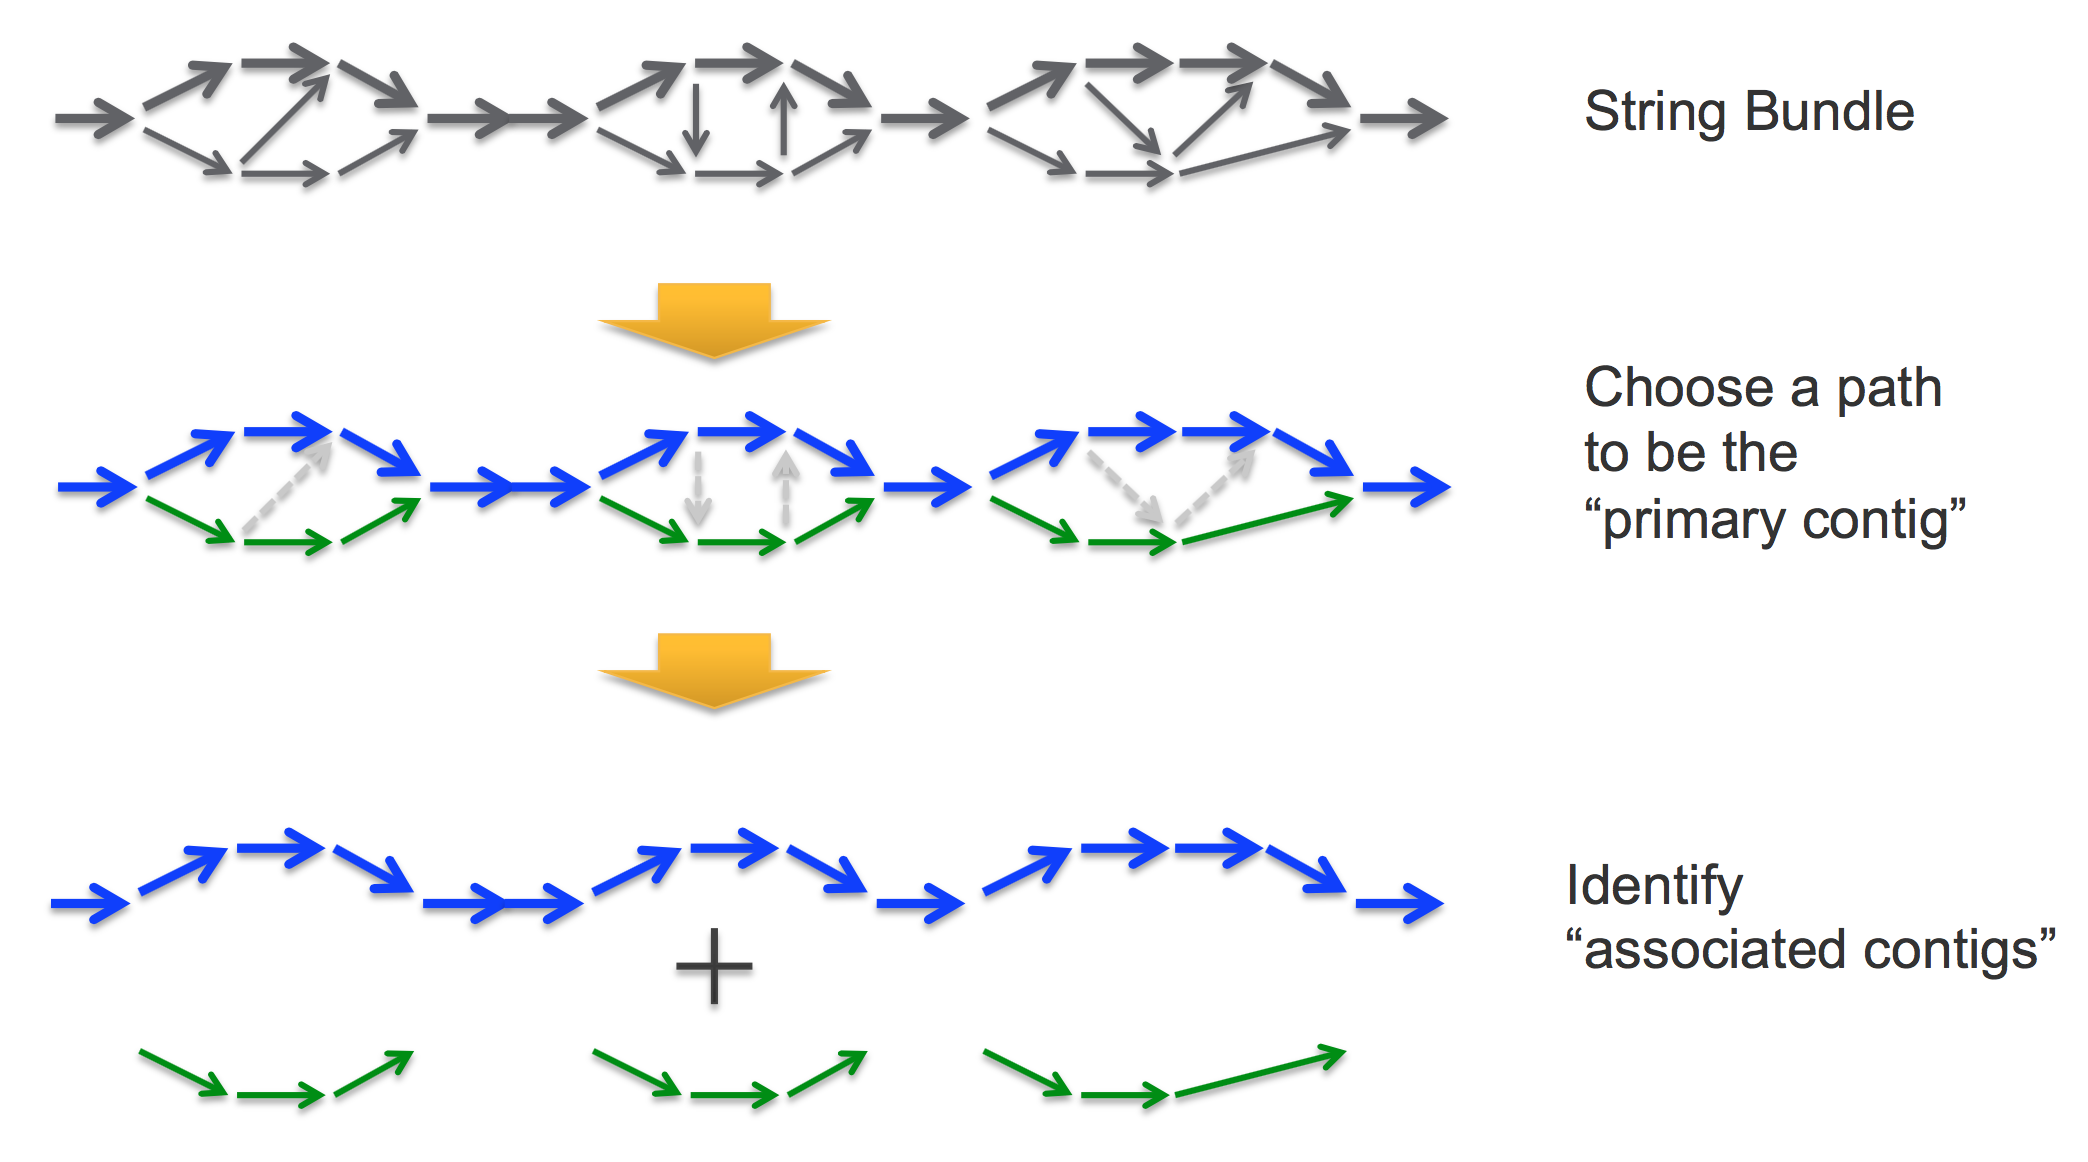 String Bundle
Choose a path
to be the
“primary contig”
Identify
“associated contigs”